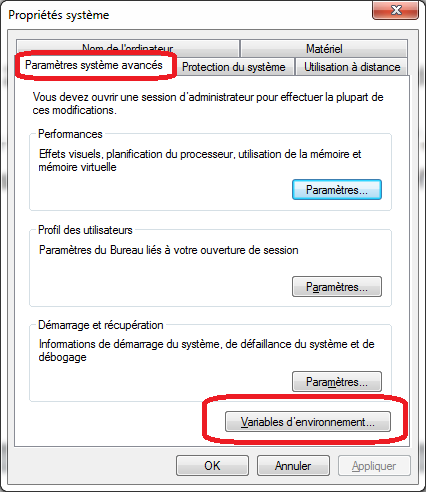 Propriétés système
Nom de l'ordinateur
Matériel
Paramètres système avancés
Protection du système
Utilisation à distance
Vous devez ouvrir une session d'administrateur pour effectuer la plupart de
ces modifications.
Performances
Effets visuels, planification du processeur, utilisation de la mémoire et
mémoire virtuelle
Paramètres...
Profil des utilisateurs
Paramètres du Bureau liés à votre ouverture de session
Paramètres...
Démarrage et récupération
Informations de démarrage du système, de défaillance du système et de
débogage
Paramètres...
Variables d'environnement...
OK
Annuler
Appliquer